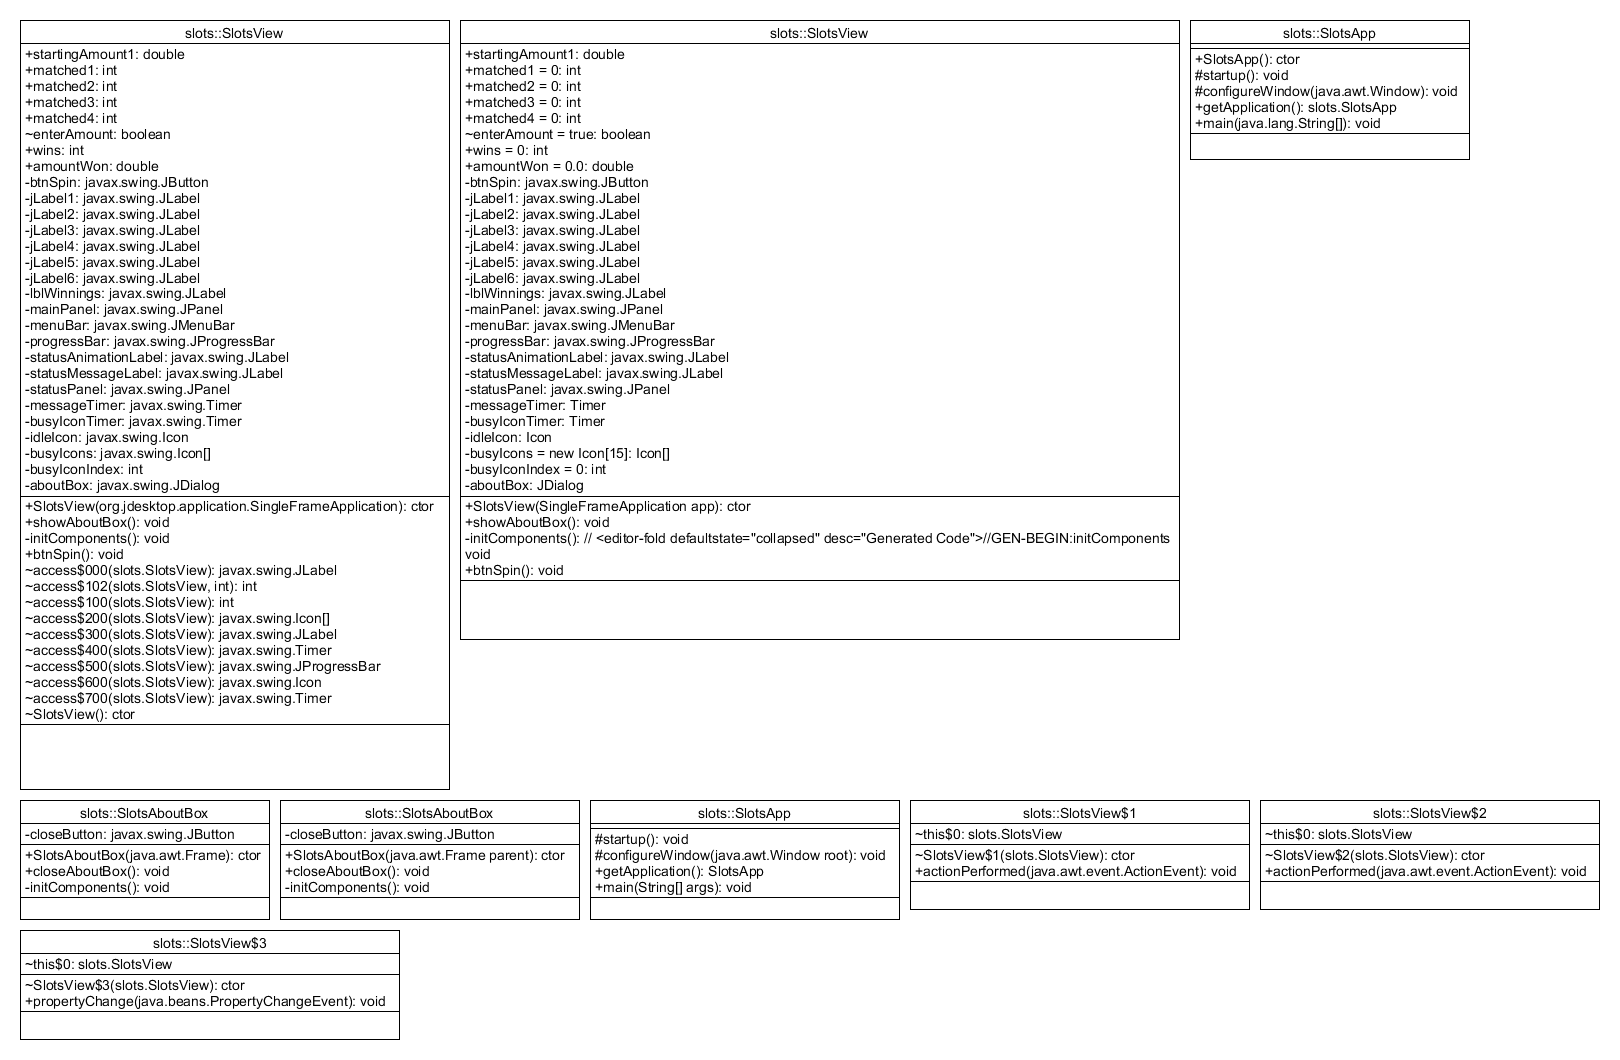 slots::SlotsView
+startingAmount1: double
+matched1: int
+matched2: int
+matched3: int
+matched4: int
~enterAmount: boolean
+wins: int
+amountWon: double
-btnSpin: javax.swing.JButton
-jLabel1: javax.swing.JLabel
-jLabel2: javax.swing.JLabel
-jLabel3: javax.swing.JLabel
-jLabel4: javax.swing.JLabel
-jLabel5: javax.swing.JLabel
-jLabel6: javax.swing.JLabel
-lblWinnings: javax.swing.JLabel
-mainPanel: javax.swing.JPanel
-menuBar: javax.swing.JMenuBar
-progressBar: javax.swing.JProgressBar
-statusAnimationLabel: javax.swing.JLabel
-statusMessageLabel: javax.swing.JLabel
-statusPanel: javax.swing.JPanel
-messageTimer: javax.swing.Timer
-busyIconTimer: javax.swing.Timer
-idleIcon: javax.swing.Icon
-busyIcons: javax.swing.Icon[]
-busyIconIndex: int
-aboutBox: javax.swing.JDialog
+SlotsView(org.jdesktop.application.SingleFrameApplication): ctor
+showAboutBox(): void
-initComponents(): void
+btnSpin(): void
~access$000(slots.SlotsView): javax.swing.JLabel
~access$102(slots.SlotsView, int): int
~access$100(slots.SlotsView): int
~access$200(slots.SlotsView): javax.swing.Icon[]
~access$300(slots.SlotsView): javax.swing.JLabel
~access$400(slots.SlotsView): javax.swing.Timer
~access$500(slots.SlotsView): javax.swing.JProgressBar
~access$600(slots.SlotsView): javax.swing.Icon
~access$700(slots.SlotsView): javax.swing.Timer
~SlotsView(): ctor
slots::SlotsView
+startingAmount1: double
+matched1 = 0: int
+matched2 = 0: int
+matched3 = 0: int
+matched4 = 0: int
~enterAmount = true: boolean
+wins = 0: int
+amountWon = 0.0: double
-btnSpin: javax.swing.JButton
-jLabel1: javax.swing.JLabel
-jLabel2: javax.swing.JLabel
-jLabel3: javax.swing.JLabel
-jLabel4: javax.swing.JLabel
-jLabel5: javax.swing.JLabel
-jLabel6: javax.swing.JLabel
-lblWinnings: javax.swing.JLabel
-mainPanel: javax.swing.JPanel
-menuBar: javax.swing.JMenuBar
-progressBar: javax.swing.JProgressBar
-statusAnimationLabel: javax.swing.JLabel
-statusMessageLabel: javax.swing.JLabel
-statusPanel: javax.swing.JPanel
-messageTimer: Timer
-busyIconTimer: Timer
-idleIcon: Icon
-busyIcons = new Icon[15]: Icon[]
-busyIconIndex = 0: int
-aboutBox: JDialog
+SlotsView(SingleFrameApplication app): ctor
+showAboutBox(): void
-initComponents(): // <editor-fold defaultstate="collapsed" desc="Generated Code">//GEN-BEGIN:initComponents
void
+btnSpin(): void
slots::SlotsApp
+SlotsApp(): ctor
#startup(): void
#configureWindow(java.awt.Window): void
+getApplication(): slots.SlotsApp
+main(java.lang.String[]): void
slots::SlotsAboutBox
-closeButton: javax.swing.JButton
+SlotsAboutBox(java.awt.Frame): ctor
+closeAboutBox(): void
-initComponents(): void
slots::SlotsAboutBox
-closeButton: javax.swing.JButton
+SlotsAboutBox(java.awt.Frame parent): ctor
+closeAboutBox(): void
-initComponents(): void
slots::SlotsApp
#startup(): void
#configureWindow(java.awt.Window root): void
+getApplication(): SlotsApp
+main(String[] args): void
slots::SlotsView$1
~this$0: slots.SlotsView
~SlotsView$1(slots.SlotsView): ctor
+actionPerformed(java.awt.event.ActionEvent): void
slots::SlotsView$2
~this$0: slots.SlotsView
~SlotsView$2(slots.SlotsView): ctor
+actionPerformed(java.awt.event.ActionEvent): void
slots::SlotsView$3
~this$0: slots.SlotsView
~SlotsView$3(slots.SlotsView): ctor
+propertyChange(java.beans.PropertyChangeEvent): void